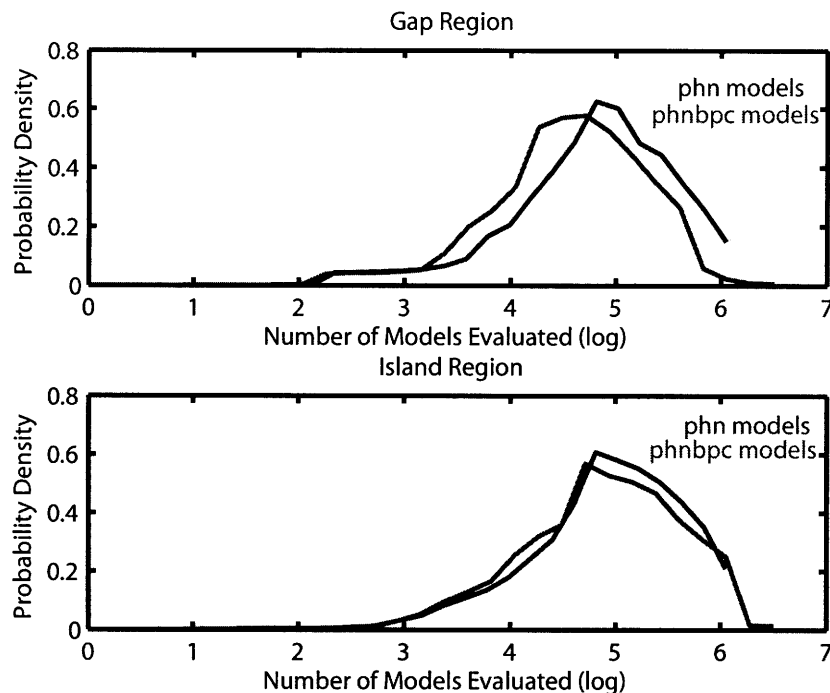 Gap Region
0.8
0.6
0.4
0.2
0
Probability Density
phn models
phnbpc models
0 1 2 3 4 5 6 7
Number of Models Evaluated (log)
Island Region
0.8
0.6
0.4
0.2
0
Probability Density
phn models
phnbpc models
0 1 2 3 4 5 6 7
Number of Models Evaluated (log)